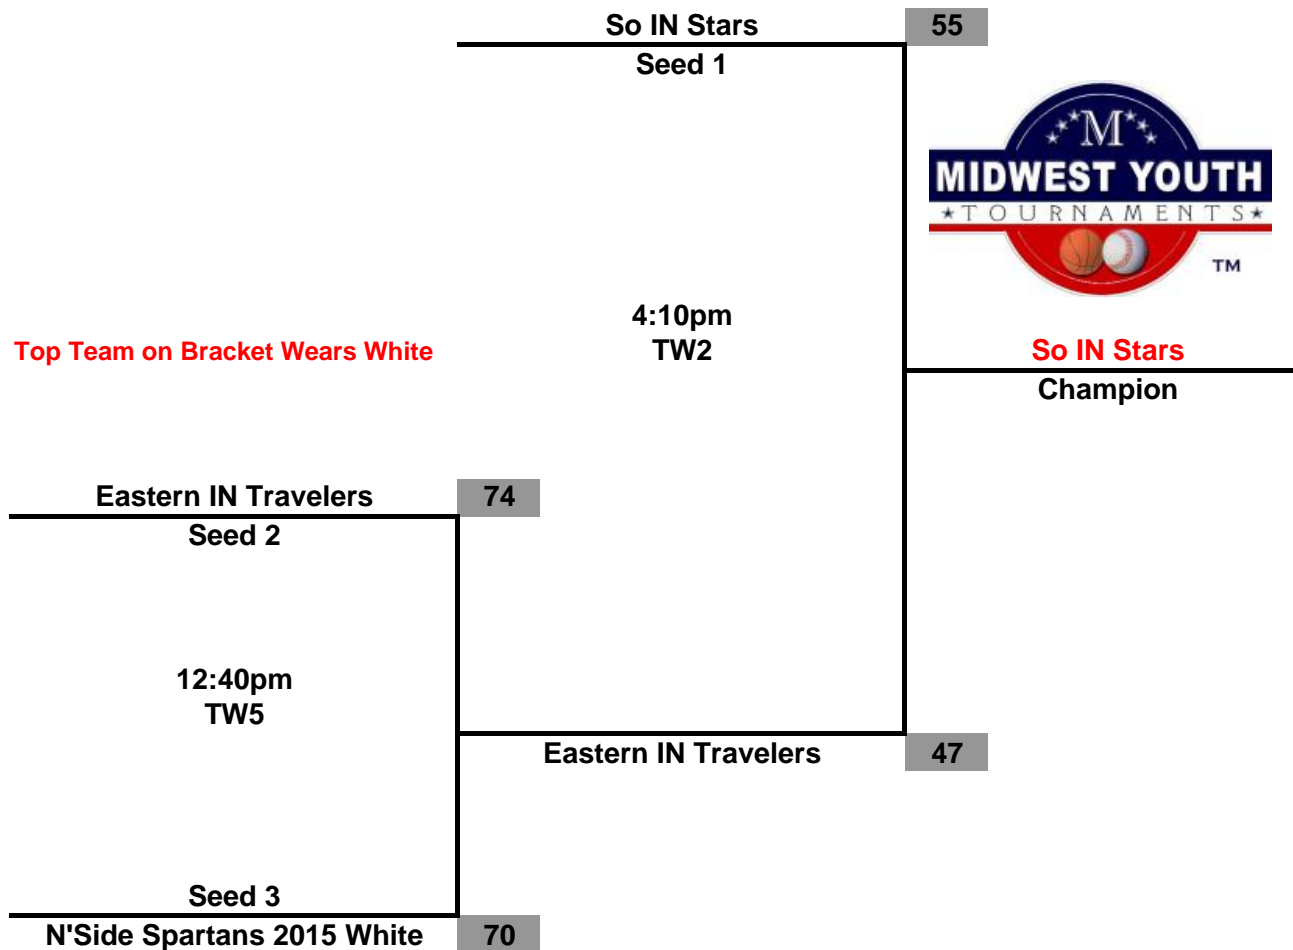 So IN Stars 55
Seed 1
M
MIDWEST YOUTH
TOURNAMENTS
TM
4:10pm
TW2
Top Team on Bracket Wears White
So IN Stars
Champion
Eastern IN Travelers 74
Seed 2
12:40pm
TW5
Eastern IN Travelers 47
Seed 3
N'Side Spartans 2015 White 70